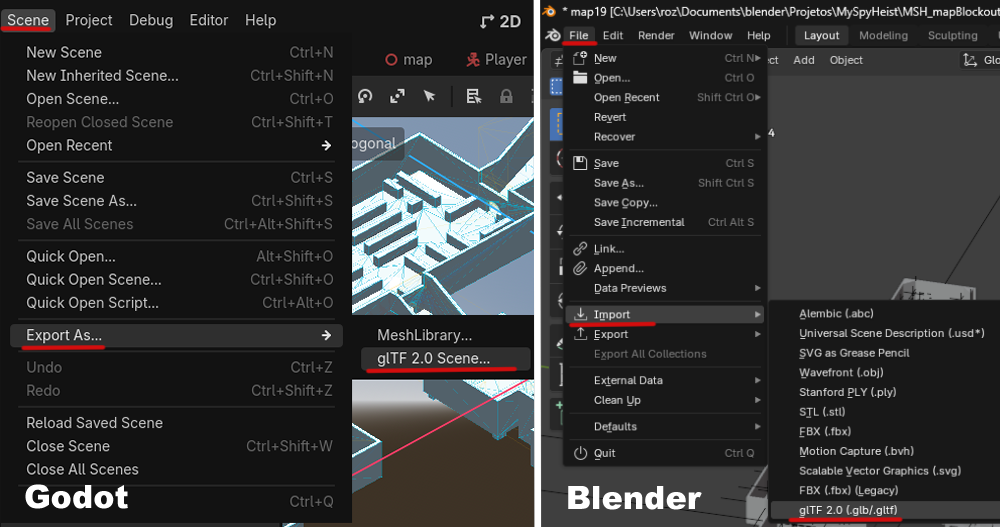 Scene Project Debug Editor Help 2D
New Scene Ctrl+N
New Inherited Scene... Ctrl+Shift+N
Open Scene... Ctrl+O
Reopen Closed Scene Ctrl+Shift+T
Open Recent
Save Scene Ctrl+S
Save Scene As... Ctrl+Shift+S
Save All Scenes Ctrl+Alt+Shift+S
Quick Open... Alt+Shift+O
Quick Open Scene... Ctrl+Shift+O
Quick Open Script... Ctrl+Alt+O
Export As...
Undo Ctrl+Z
Redo Ctrl+Shift+Z
Reload Saved Scene
Close Scene Ctrl+Shift+W
Close All Scenes
Ctrl+Q
Godot
map Player
ogonal
MeshLibrary...
glTF 2.0 Scene...
* map19 [C:\Users\roz\Documents\blender\Projetos\MySpyHeist\MSH_mapBlockou
File Edit Render Window Help Layout Modeling Sculpting
ct Add Object Glo
New Ctrl N
Open... Ctrl O
Open Recent Shift Ctrl O
Revert
Recover
Save Ctrl S
Save As... Shift Ctrl S
Save Copy...
Save Incremental Ctrl Alt S
Link...
Append...
Data Previews
Import
Export
Export All Collections
External Data
Clean Up
Defaults
Quit Ctrl Q
Blender
4
Alembic (.abc)
Universal Scene Description (.usd*)
SVG as Grease Pencil
Wavefront (.obj)
Stanford PLY (.ply)
STL (.stl)
FBX (.fbx)
Motion Capture (.bvh)
Scalable Vector Graphics (.svg)
FBX (.fbx) (Legacy)
glTF 2.0 (.glb/.gltf)